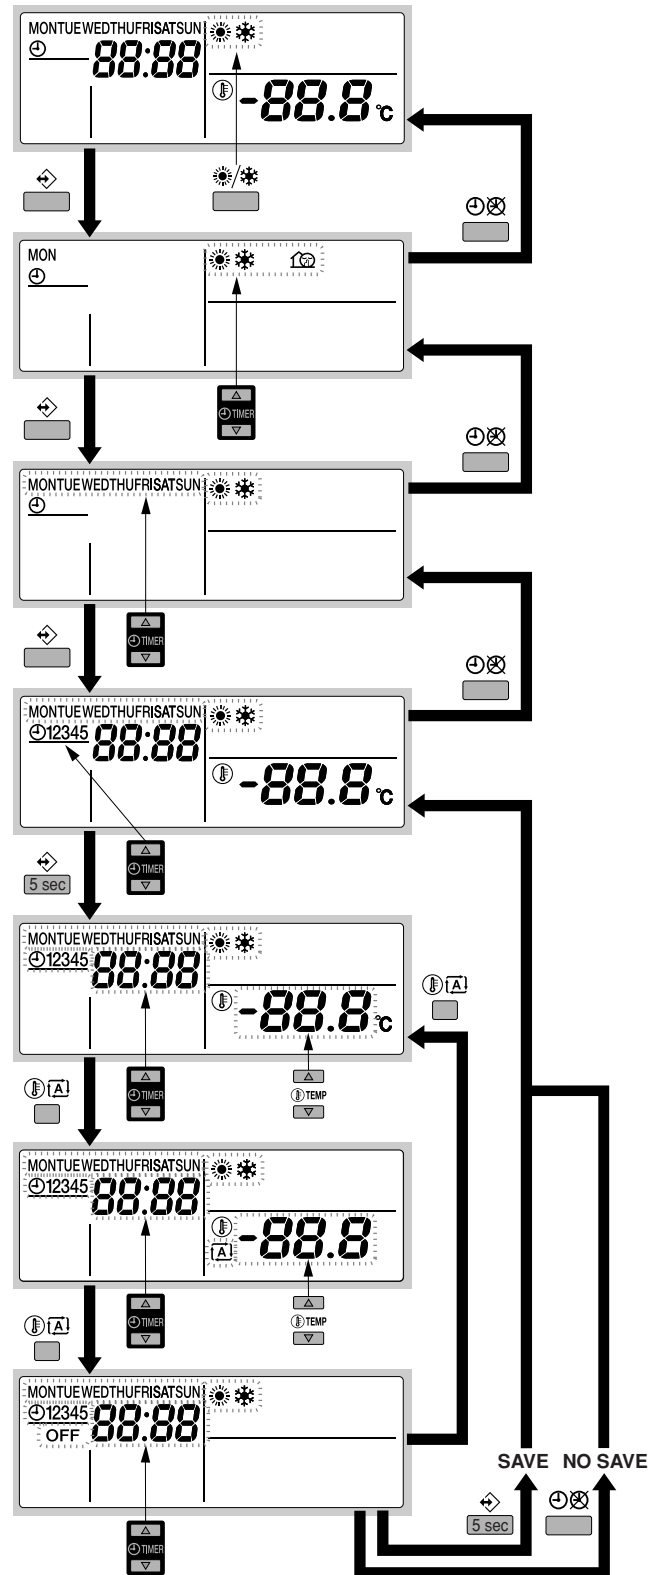 MONTUEWEDTHUFRISATSUN
88:88
-88.8 °C
MON
TIMER
MONTUEWEDTHUFRISATSUN
TIMER
MONTUEWEDTHUFRISATSUN
12345 88:88
-88.8 °C
5 sec
TIMER
MONTUEWEDTHUFRISATSUN
12345 88:88
-88.8 °C
A
TIMER
TEMP
A
MONTUEWEDTHUFRISATSUN
12345 88:88
-88.8
A
TIMER
TEMP
A
MONTUEWEDTHUFRISATSUN
12345 88:88
OFF
SAVE NO SAVE
5 sec
TIMER